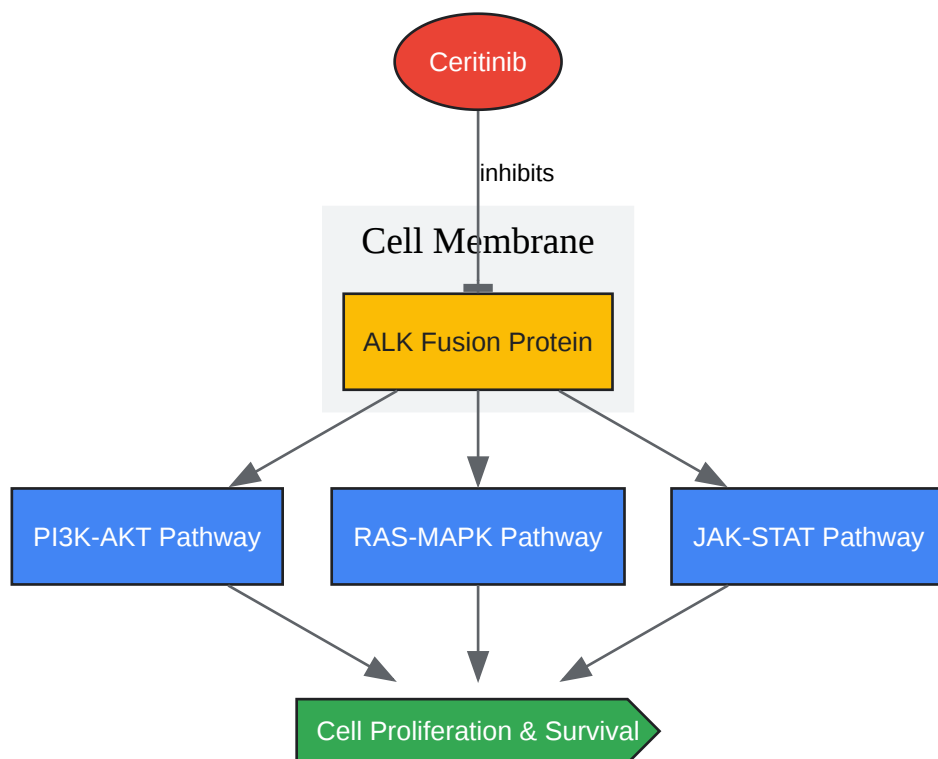 Ceritinib
inhibits
Cell Membrane
ALK Fusion Protein
PI3K-AKT Pathway
RAS-MAPK Pathway
JAK-STAT Pathway
Cell Proliferation & Survival